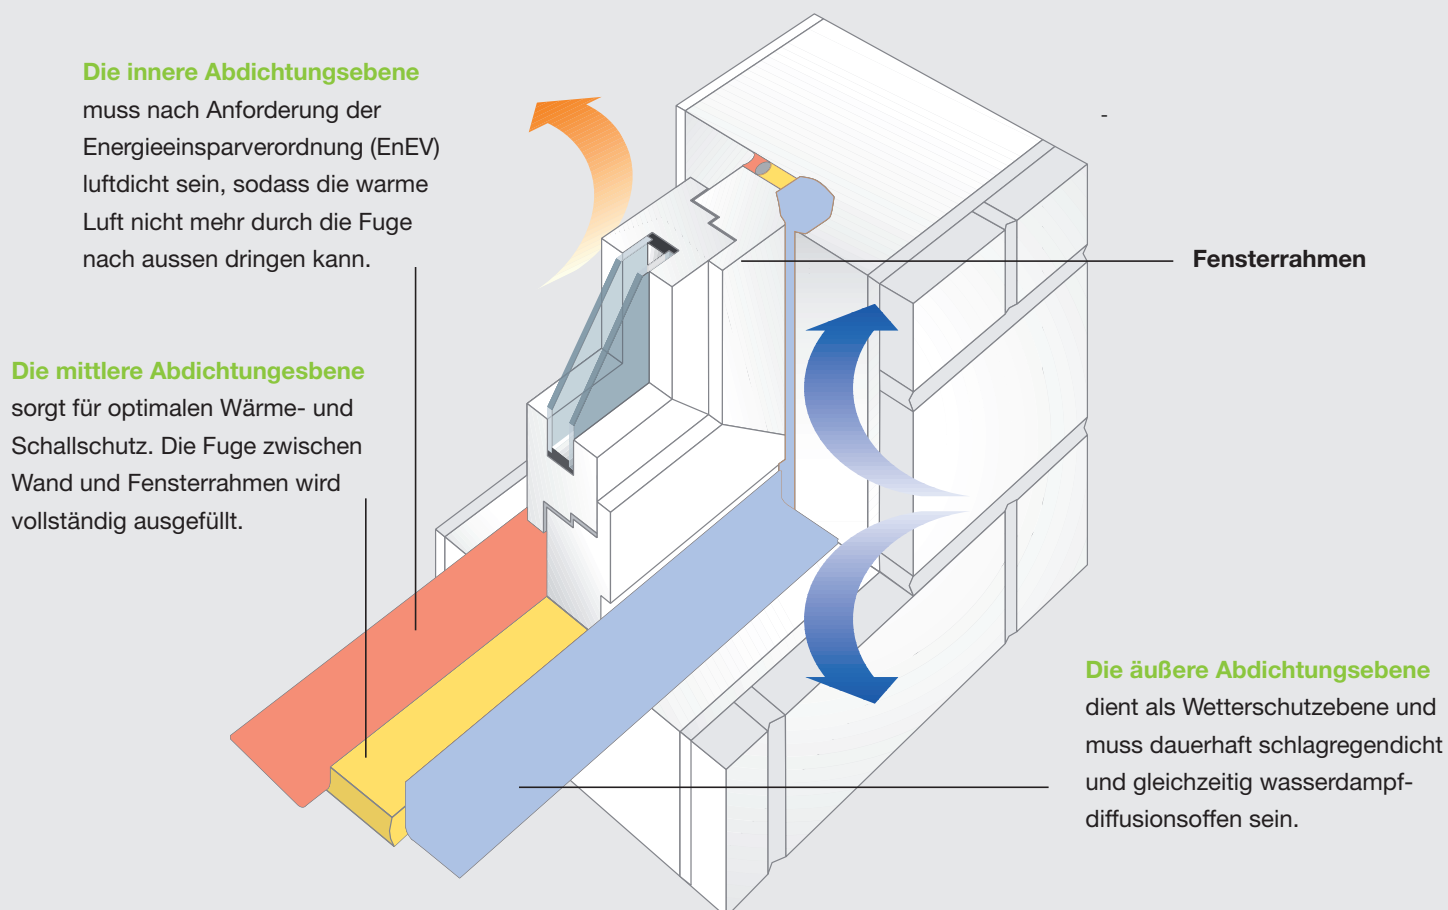 Die innere Abdichtungsebene
muss nach Anforderung der
Energieeinsparverordnung (EnEV)
luftdicht sein, sodass die warme
Luft nicht mehr durch die Fuge
nach aussen dringen kann.
-
Fensterrahmen
Die mittlere Abdichtungesbene
sorgt für optimalen Wärme- und
Schallschutz. Die Fuge zwischen
Wand und Fensterrahmen wird
vollständig ausgefüllt.
Die äußere Abdichtungsebene
dient als Wetterschutzebene und
muss dauerhaft schlagregendicht
und gleichzeitig wasserdampf-
diffusionsoffen sein.